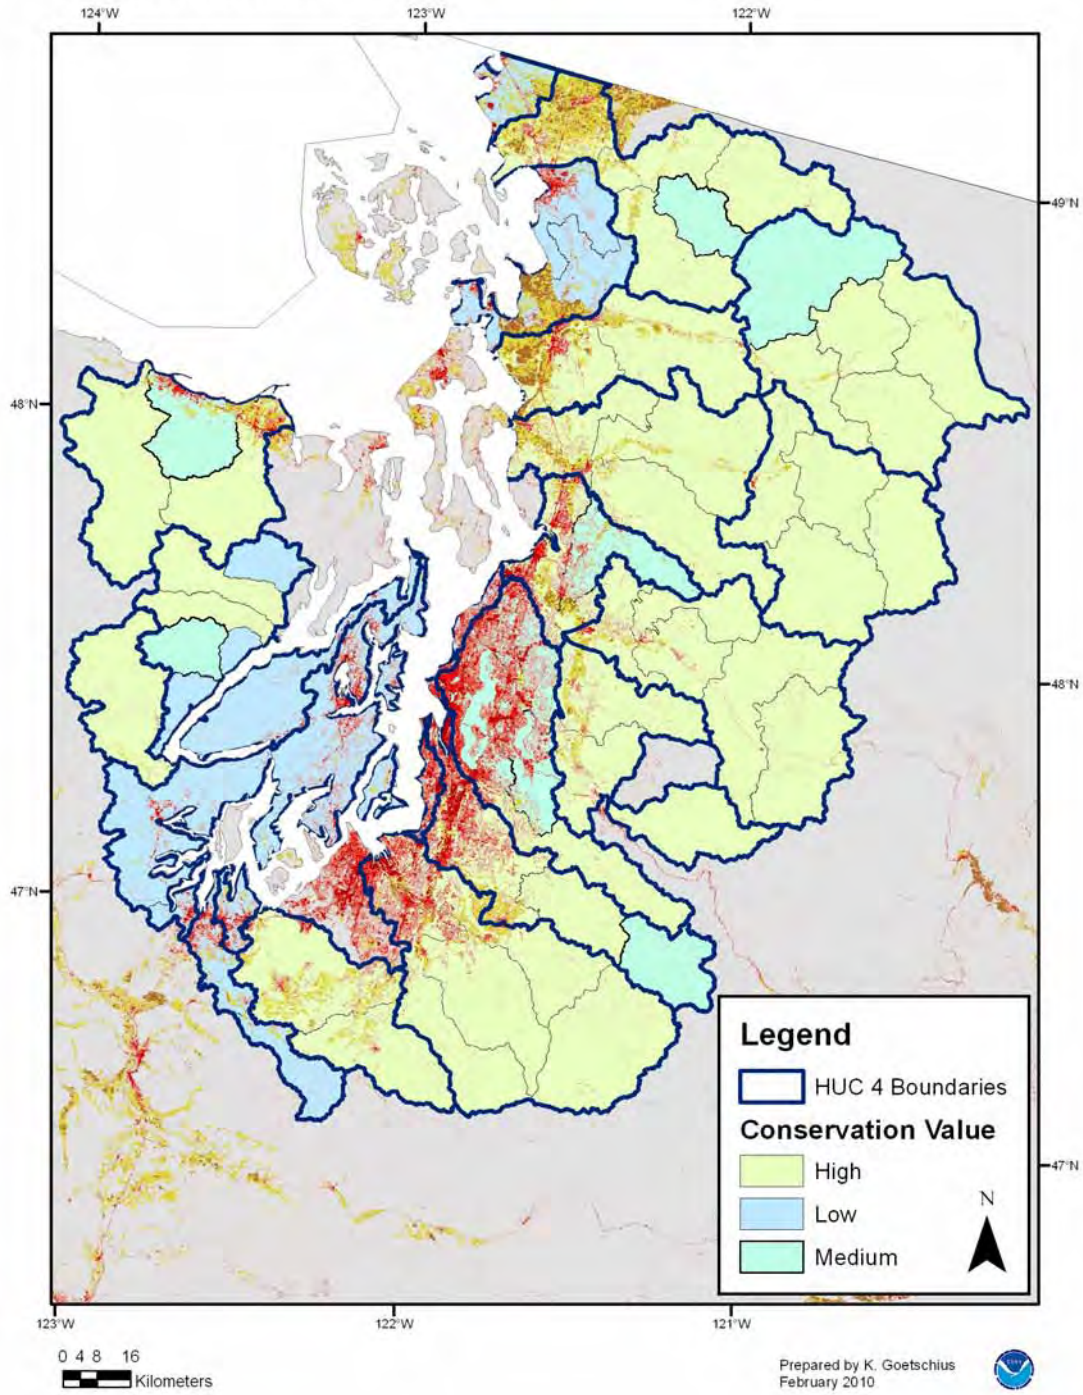 124°W
123°W
122°W
49°N
48°N
48°N
47°N
47°N
Legend
HUC 4 Boundaries
Conservation Value
High
Low
Medium
N
123°W
122°W
121°W
0 4 8 16
Kilometers
Prepared by K. Goetschius
February 2010